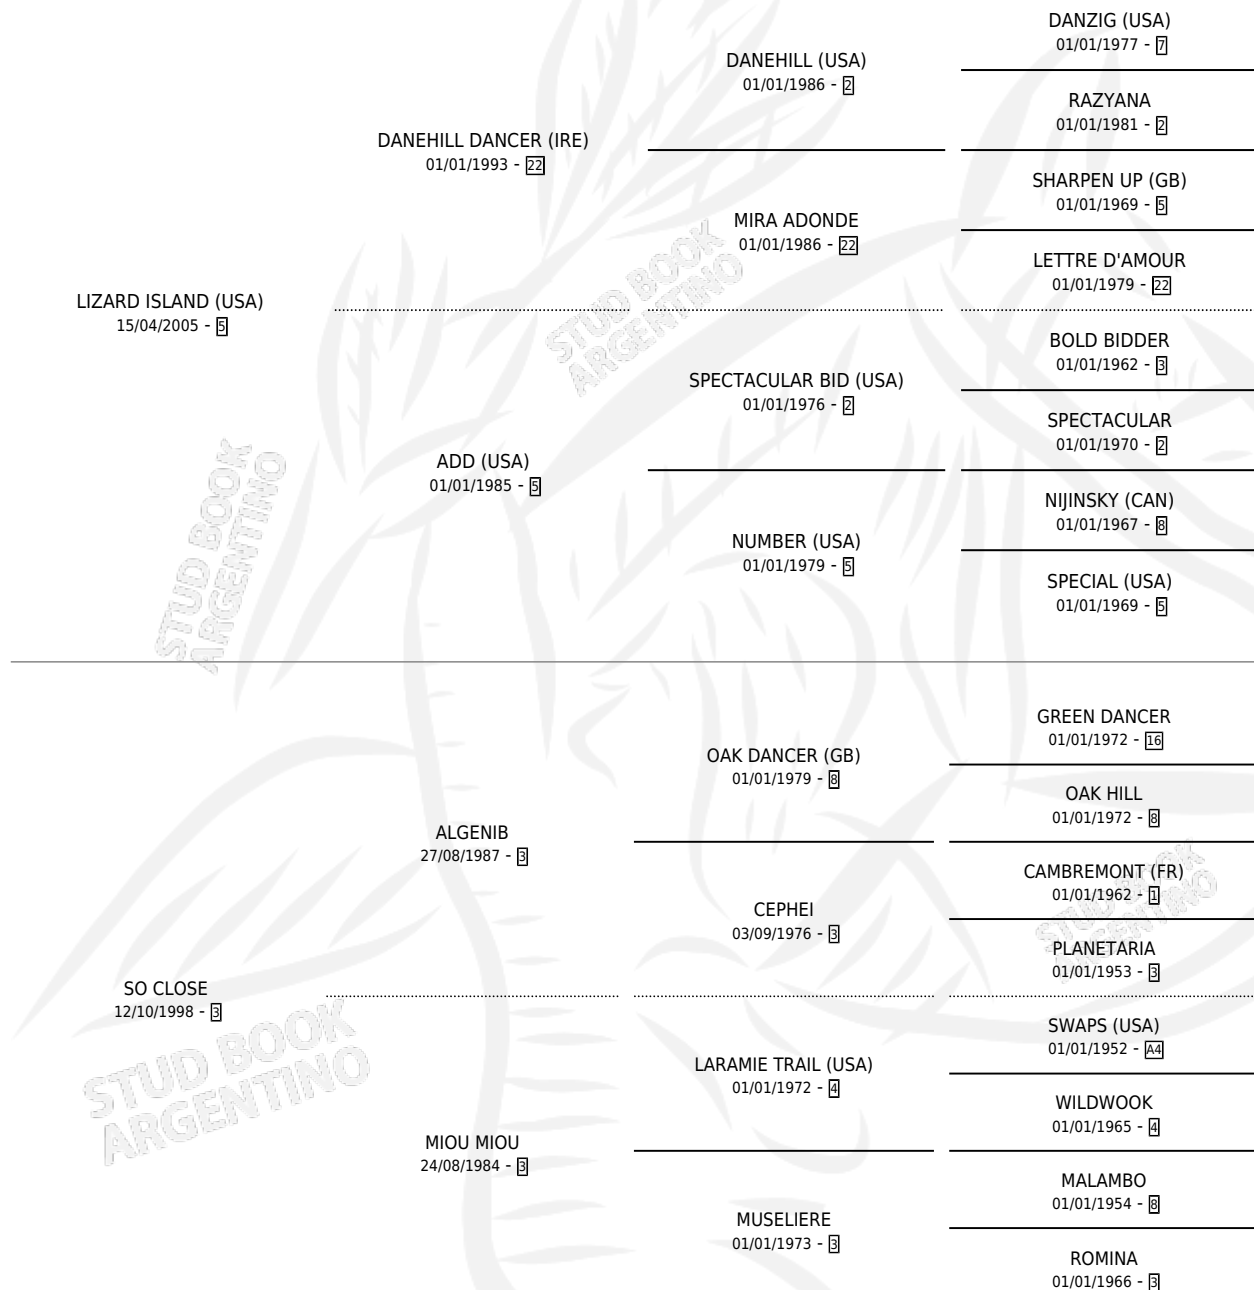 DANZIG (USA)
01/01/1977 - 7
DANEHILL (USA)
01/01/1986 - 2
RAZYANA
01/01/1981 - 2
DANEHILL DANCER (IRE)
01/01/1993 - 22
SHARPEN UP (GB)
01/01/1969 - 5
MIRA ADONDE
01/01/1986 - 22
LETTRE D'AMOUR
01/01/1979 - 22
LIZARD ISLAND (USA)
15/04/2005 - 5
STUD BOOK
ARGENTINO
BOLD BIDDER
01/01/1962 - 3
SPECTACULAR BID (USA)
01/01/1976 - 2
SPECTACULAR
01/01/1970 - 2
ADD (USA)
01/01/1985 - 5
NIJINSKY (CAN)
01/01/1967 - 8
NUMBER (USA)
01/01/1979 - 5
SPECIAL (USA)
01/01/1969 - 5
STUD BOOK
ARGENTINO
GREEN DANCER
01/01/1972 - 16
OAK DANCER (GB)
01/01/1979 - 8
OAK HILL
01/01/1972 - 8
ALGENIB
27/08/1987 - 3
CAMBREMONT (FR)
01/01/1962 - 1
CEPHEI
03/09/1976 - 3
STUD BOOK
ARGENTINO
PLANETARIA
01/01/1953 - 3
SO CLOSE
12/10/1998 - 3
SWAPS (USA)
01/01/1952 - A4
LARAMIE TRAIL (USA)
01/01/1972 - 4
STUD BOOK
ARGENTINO
WILDWOOK
01/01/1965 - 4
MIOU MIOU
24/08/1984 - 3
MALAMBO
01/01/1954 - 8
MUSELIERE
01/01/1973 - 3
ROMINA
01/01/1966 - 3